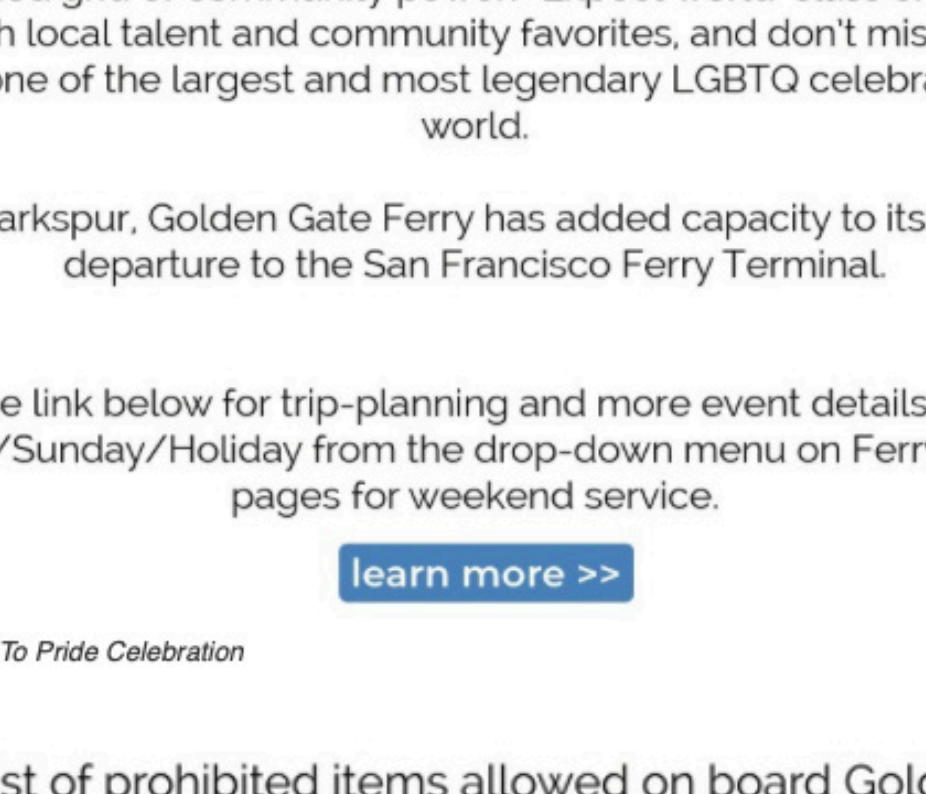 h local talent and community favorites, and don't mis
one of the largest and most legendary LGBTQ celebra
world.
arkspur, Golden Gate Ferry has added capacity to its
departure to the San Francisco Ferry Terminal.
e link below for trip-planning and more event details
/Sunday/Holiday from the drop-down menu on Ferry
pages for weekend service.
learn more >>
To Pride Celebration
st of prohibited items allowed on board Gold